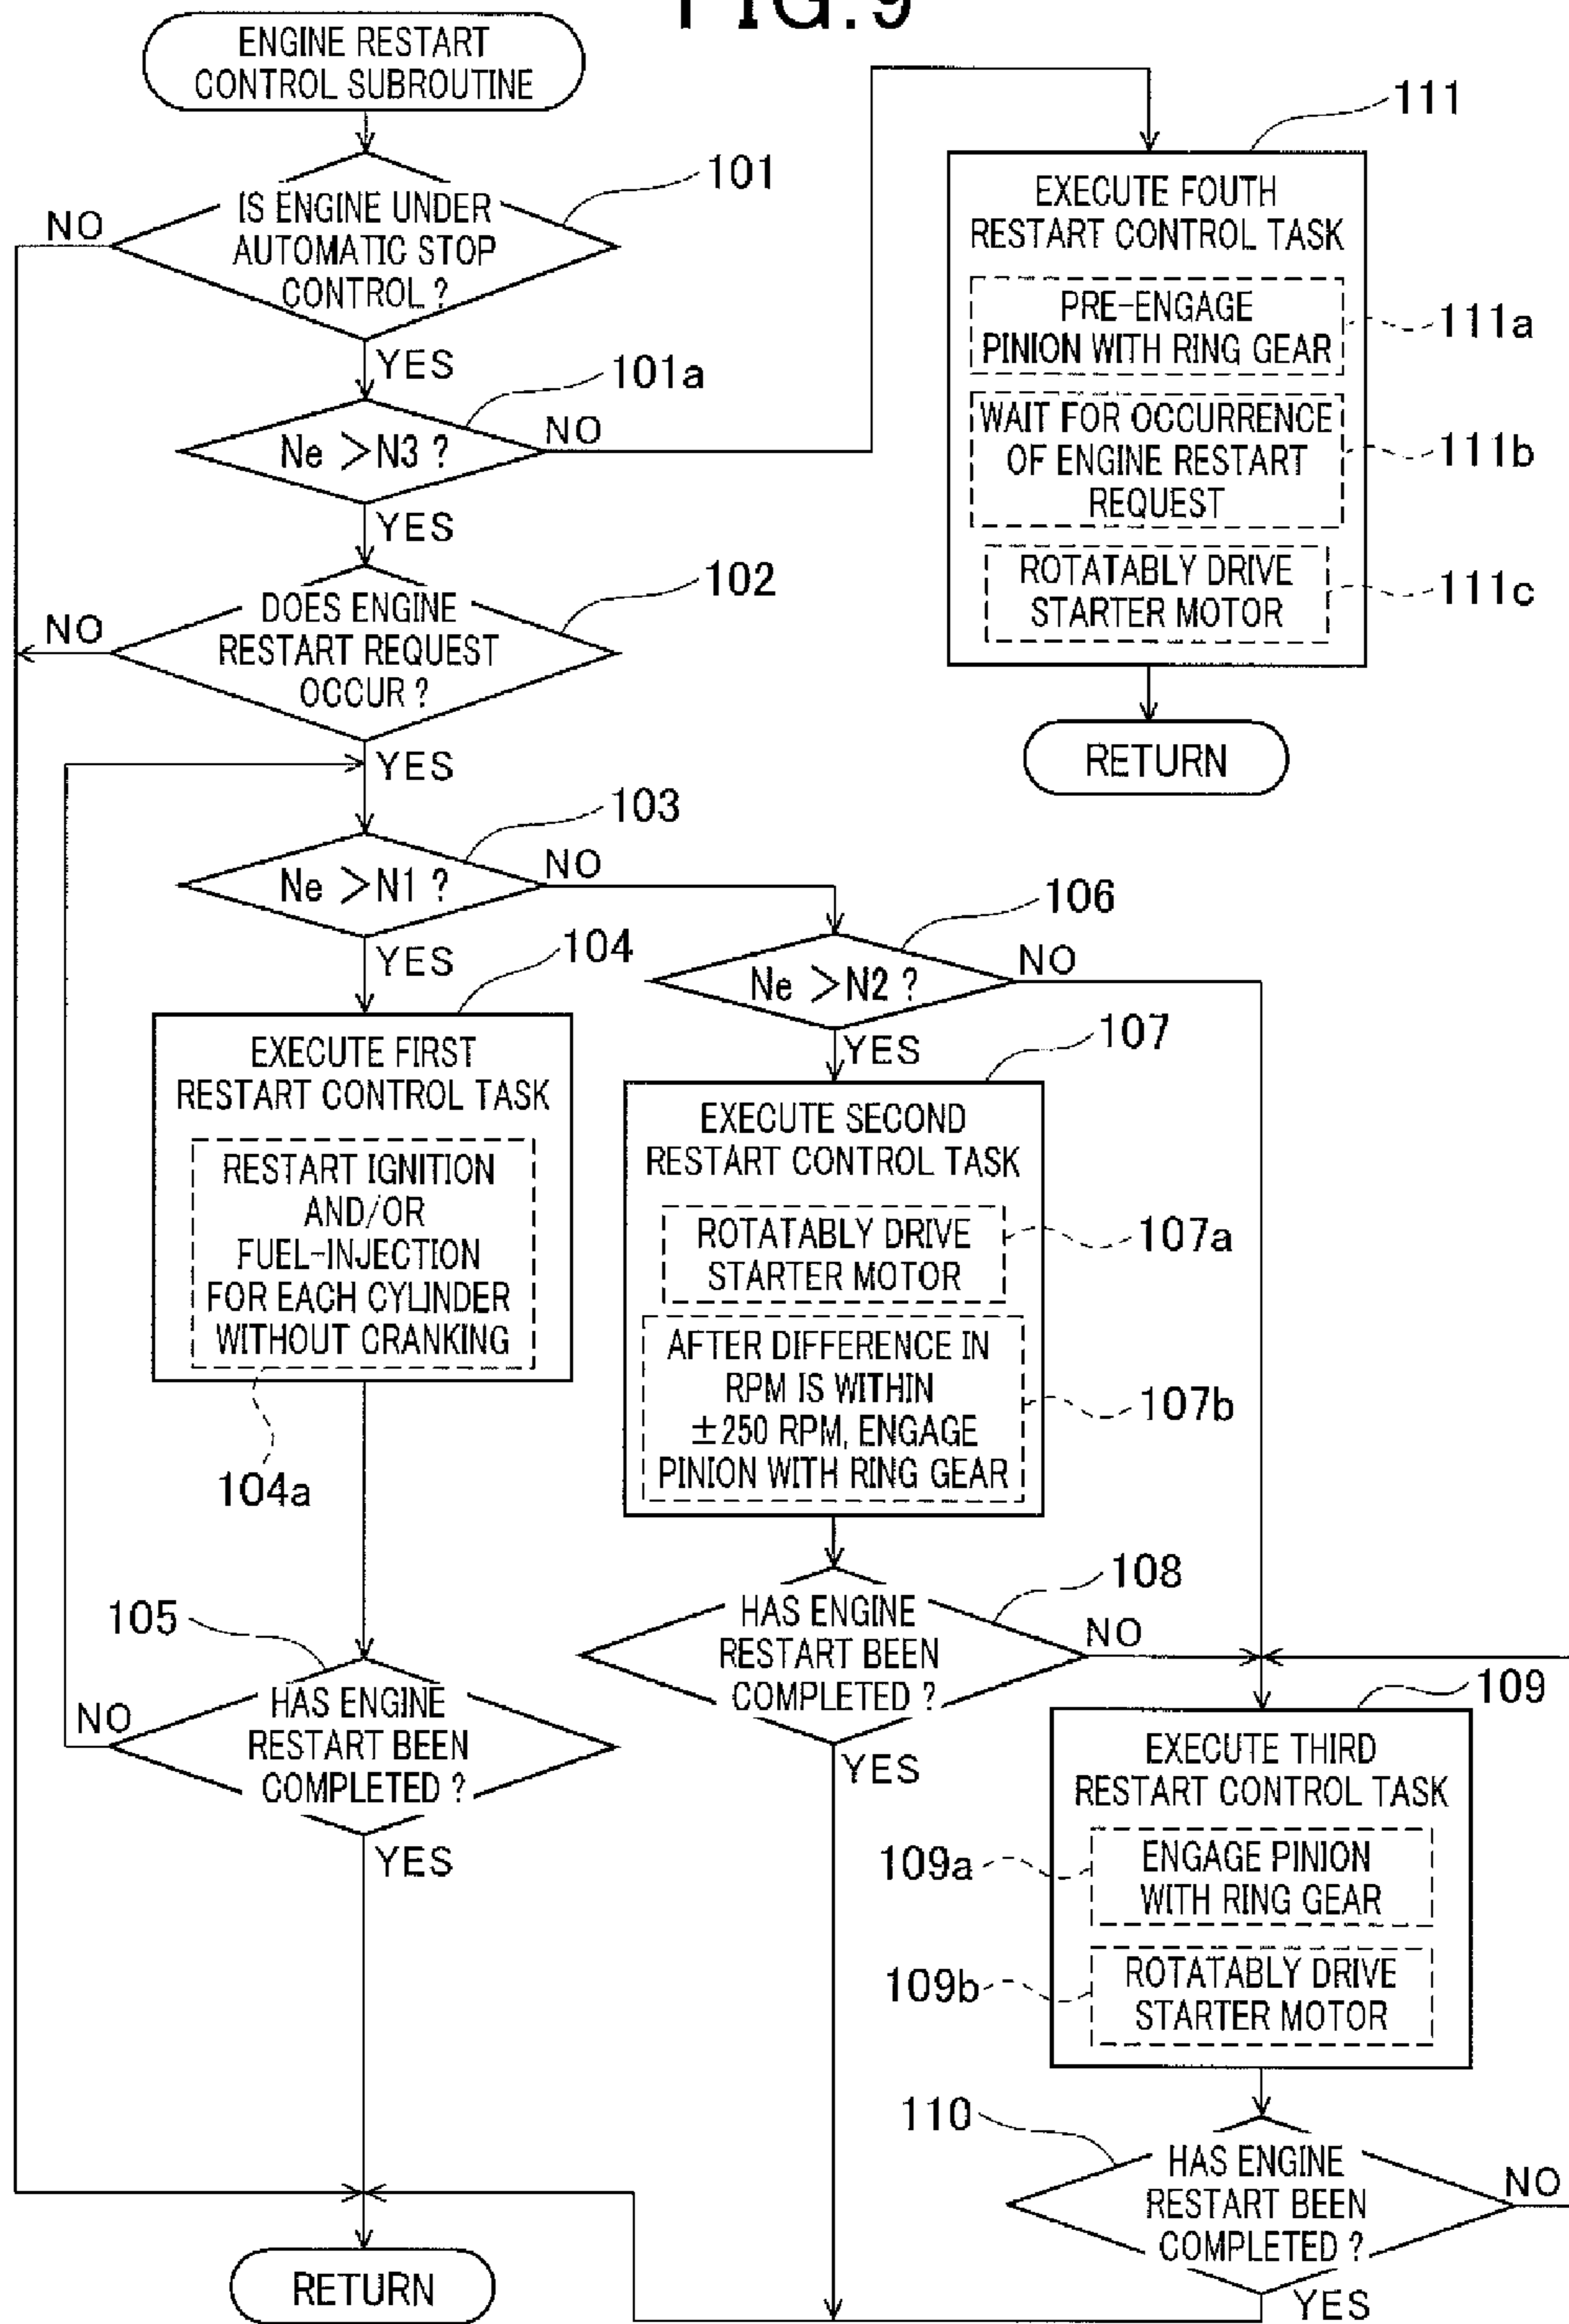 FIG.9
ENGINE RESTART
CONTROL SUBROUTINE
101
IS ENGINE UNDER
AUTOMATIC STOP
CONTROL ?
NO
YES
101a
Ne >N3 ?
NO
YES
102
DOES ENGINE
RESTART REQUEST
OCCUR ?
NO
YES
103
Ne >N1 ?
NO
YES
104
EXECUTE FIRST
RESTART CONTROL TASK
RESTART IGNITION
AND/OR
FUEL-INJECTION
FOR EACH CYLINDER
WITHOUT CRANKING
104a
105
HAS ENGINE
RESTART BEEN
COMPLETED ?
NO
YES
RETURN
111
EXECUTE FOUTH
RESTART CONTROL TASK
PRE-ENGAGE
PINION WITH RING GEAR
111a
WAIT FOR OCCURRENCE
OF ENGINE RESTART
REQUEST
111b
ROTATABLY DRIVE
STARTER MOTOR
111c
RETURN
106
Ne >N2 ?
NO
YES
107
EXECUTE SECOND
RESTART CONTROL TASK
ROTATABLY DRIVE
STARTER MOTOR
107a
AFTER DIFFERENCE IN
RPM IS WITHIN
±250 RPM, ENGAGE
PINION WITH RING GEAR
107b
108
HAS ENGINE
RESTART BEEN
COMPLETED ?
NO
YES
109
EXECUTE THIRD
RESTART CONTROL TASK
109a
ENGAGE PINION
WITH RING GEAR
109b
ROTATABLY DRIVE
STARTER MOTOR
110
HAS ENGINE
RESTART BEEN
COMPLETED ?
NO
YES